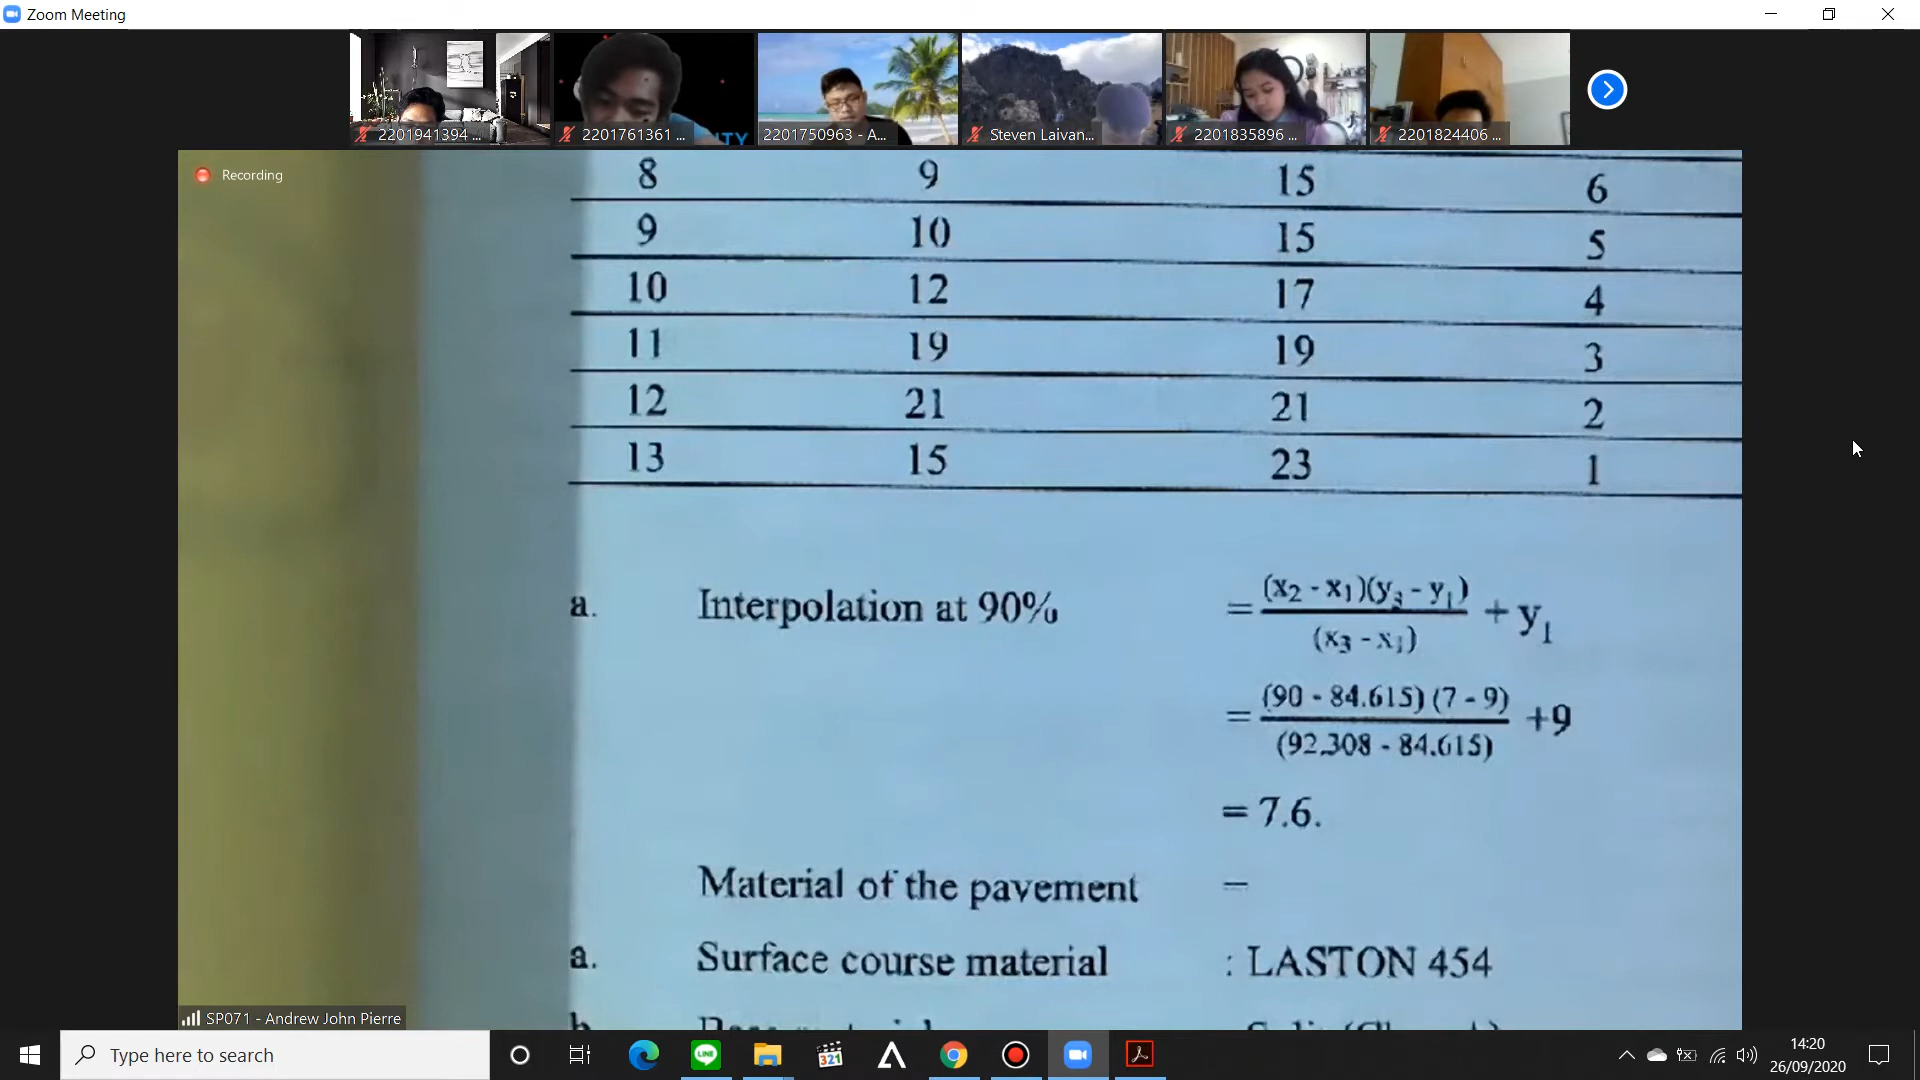 Zoom Meeting
2201941394 ...
2201761361 ...
2201750963 - A...
Steven Laivan...
2201835896 ...
2201824406 ...
ITY
Recording
8 9 15 6
9 10 15 5
10 12 17 4
11 19 19 3
12 21 21 2
13 15 23 1
a. Interpolation at 90% = (x2 - x1)(y3 - y1) / (x3 - x1) + y1
= (90 - 84.615) (7 - 9) / (92.308 - 84.615) +9
= 7.6.
Material of the pavement =
a. Surface course material : LASTON 454
SP071 - Andrew John Pierre
Type here to search
321
14:20
26/09/2020